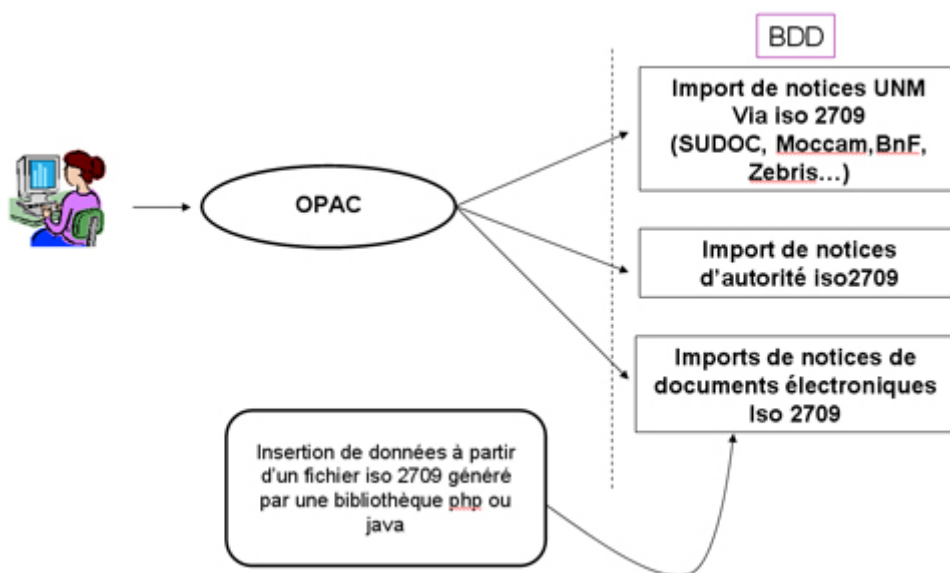 BDD
Import de notices UNM
Via iso 2709
(SUDOC, Moccam,BnF,
Zebris...)
OPAC
Import de notices
d'autorité iso2709
Imports de notices de
documents électroniques
Iso 2709
Insertion de données à partir
d'un fichier iso 2709 généré
par une bibliothèque php ou
java